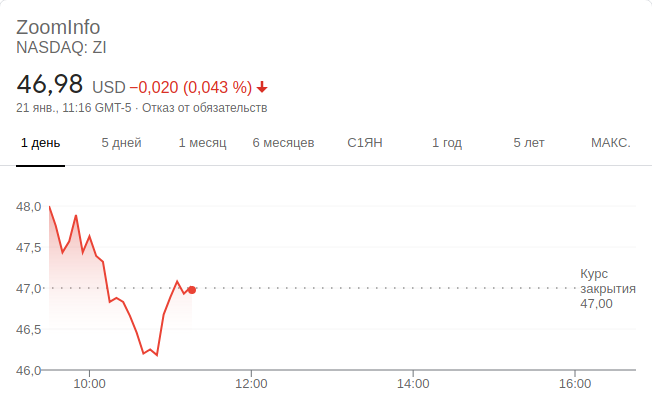 ZoomInfo
NASDAQ: ZI
46,98 USD −0,020 (0,043 %)
21 янв., 11:16 GMT-5 · Отказ от обязательств
1 день 5 дней 1 месяц 6 месяцев С1ЯН 1 год 5 лет МАКС.
48,0
47,5
47,0
46,5
46,0
Курс
закрытия
47,00
10:00 12:00 14:00 16:00